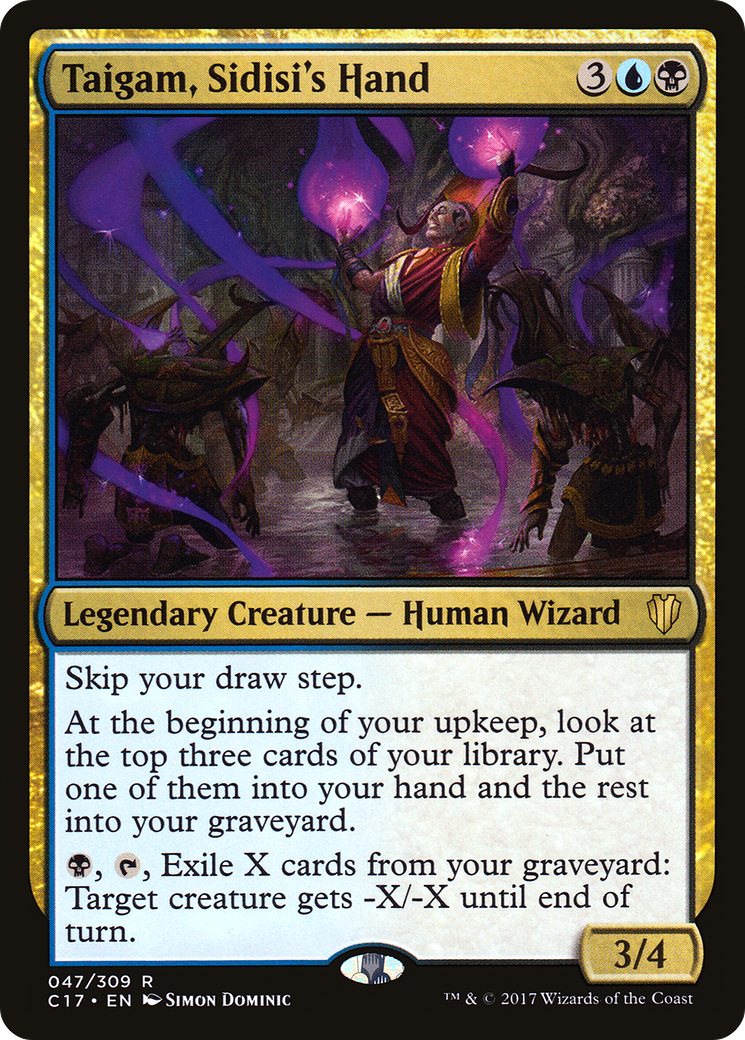 Taigam, Sidisi's Hand 3
Legendary Creature — Human Wizard
Skip your draw step.
At the beginning of your upkeep, look at
the top three cards of your library. Put
one of them into your hand and the rest
into your graveyard.
, , Exile X cards from your graveyard:
Target creature gets -X/-X until end of
turn.
3/4
047/309 R
C17 • EN Simon Dominic
™ & © 2017 Wizards of the Coast